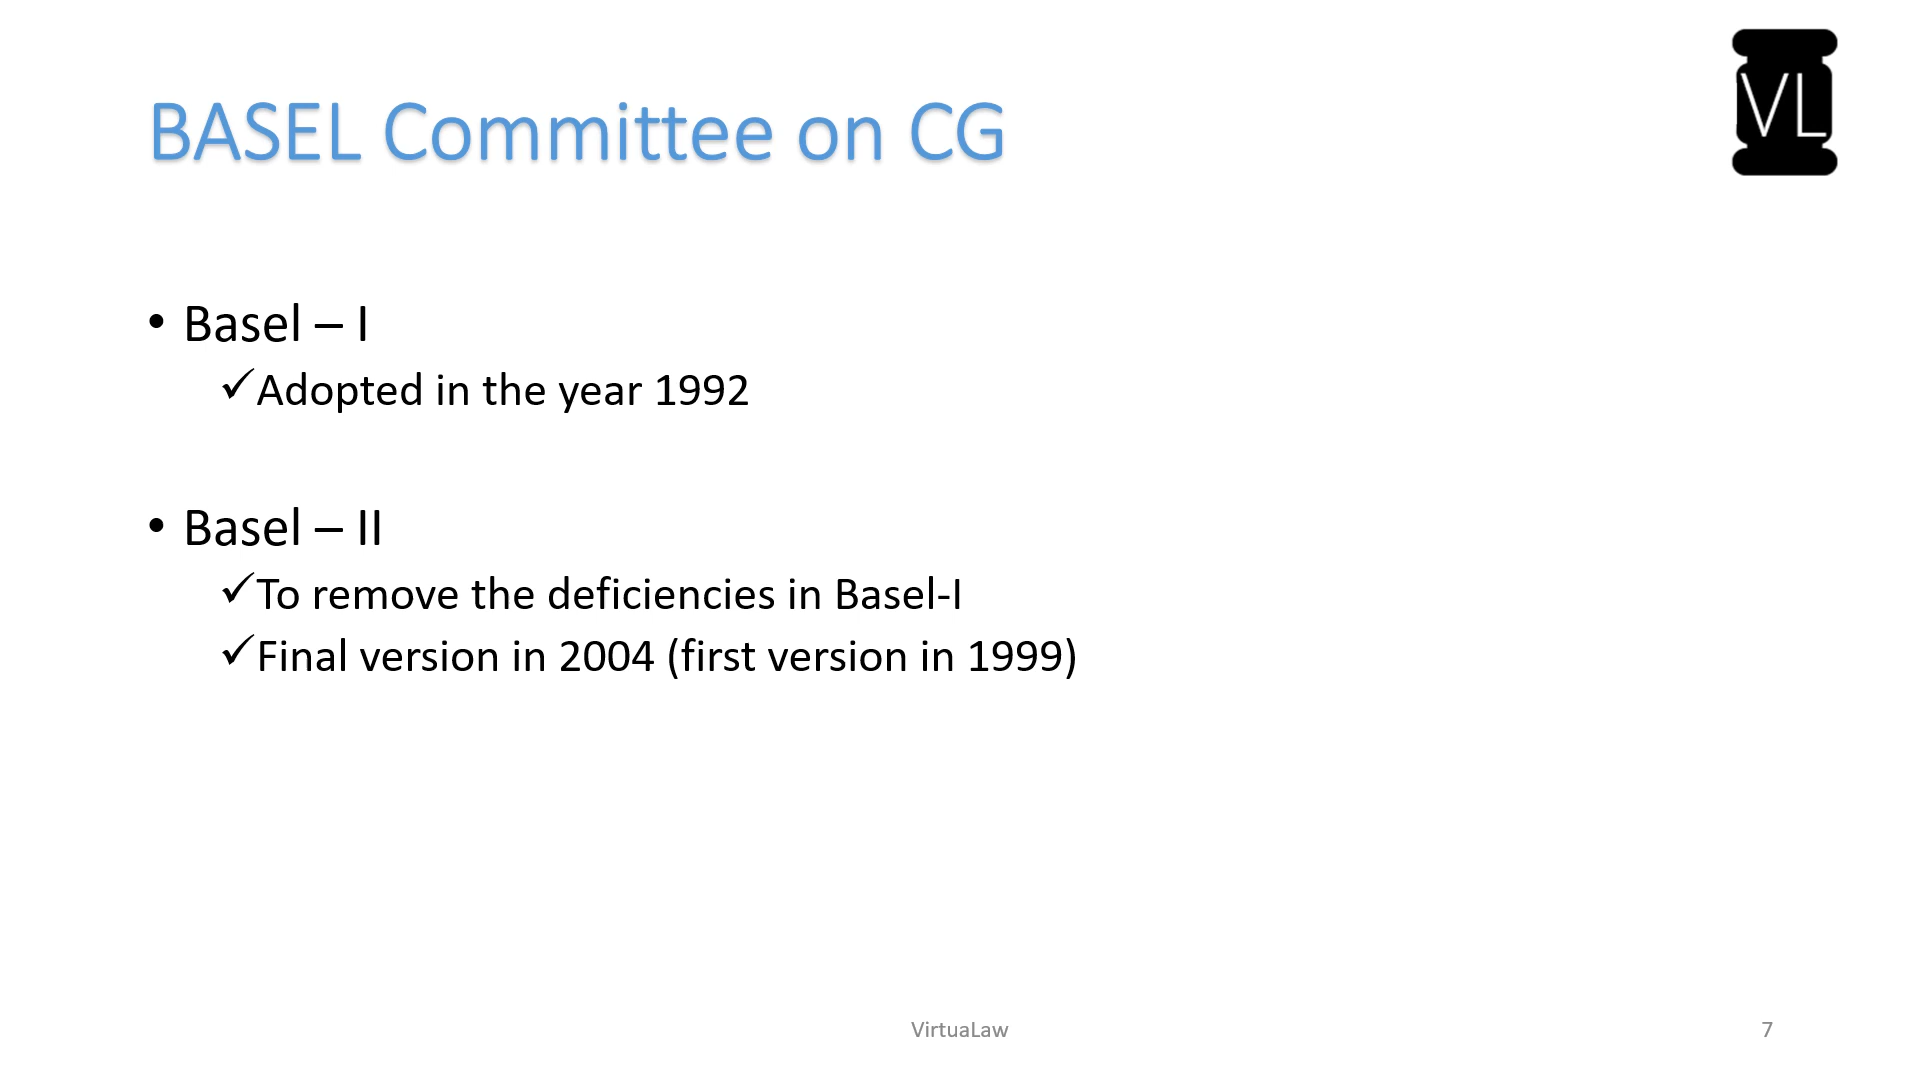 BASEL Committee on CG
VL
• Basel – I
✓Adopted in the year 1992
• Basel – II
✓To remove the deficiencies in Basel-I
✓Final version in 2004 (first version in 1999)
VirtuaLaw
7